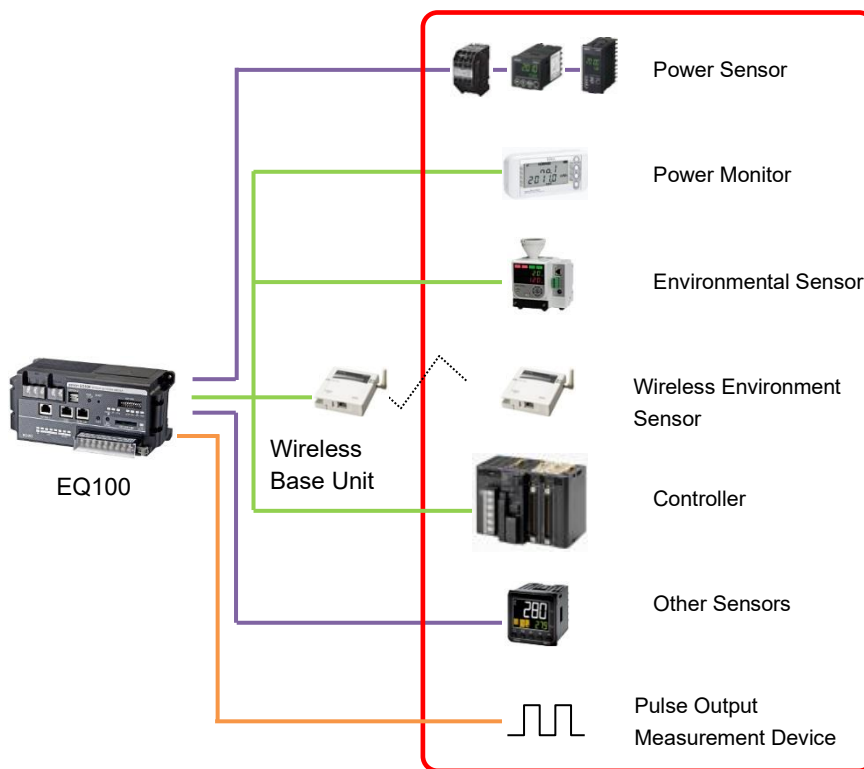 Power Sensor
Power Monitor
Environmental Sensor
Wireless Environment
Sensor
Wireless
Base Unit
EQ100
Controller
280
Other Sensors
Pulse Output
Measurement Device